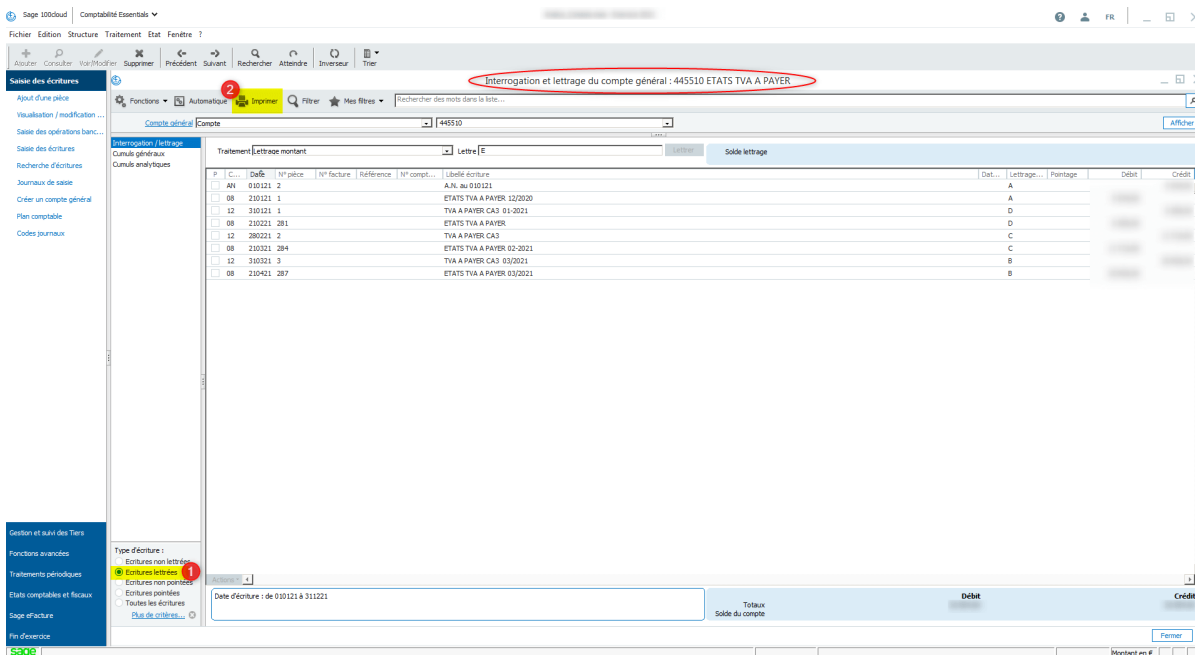 Sage 100cloud Comptabilité Essentials
FR
Fichier Edition Structure Traitement Etat Fenêtre ?
Ajouter Consulter Voir/Modifier Supprimer Précédent Suivant Rechercher Atteindre Inverseur Trier
Saisie des écritures
Ajout d'une pièce
Visualisation / modification ...
Saisie des opérations banc...
Saisie des écritures
Recherche d'écritures
Journaux de saisie
Créer un compte général
Plan comptable
Codes journaux
Interrogation et lettrage du compte général : 445510 ETATS TVA A PAYER
2
Fonctions Automatique Imprimer Filtrer Mes filtres Rechercher des mots dans la liste...
Compte général Compte 445510 Afficher
Interrogation / lettrage
Cumuls généraux
Cumuls analytiques
Traitement Lettrage montant Lettre E Lettrer Solde lettrage
P C... Date N° pièce N° facture Référence N° compt... Libellé écriture Dat... Lettrage... Pointage Débit Crédit
AN 010121 2 A.N. au 010121 A
08 210121 1 ETATS TVA A PAYER 12/2020 A
12 310121 1 TVA A PAYER CA3 01-2021 D
08 210221 281 ETATS TVA A PAYER D
12 280221 2 TVA A PAYER CA3 C
08 210321 284 ETATS TVA A PAYER 02-2021 C
12 310321 3 TVA A PAYER CA3 03/2021 B
08 210421 287 ETATS TVA A PAYER 03/2021 B
Gestion et suivi des Tiers
Fonctions avancées
Traitements périodiques
Etats comptables et fiscaux
Sage eFacture
Fin d'exercice
Type d'écriture :
Ecritures non lettrées
Ecritures lettrées 1
Ecritures non pointées
Ecritures pointées
Toutes les écritures
Plus de critères...
Actions
Date d'écriture : de 010121 à 311221
Débit Crédit
Totaux
Solde du compte
Fermer
sage Montant en €